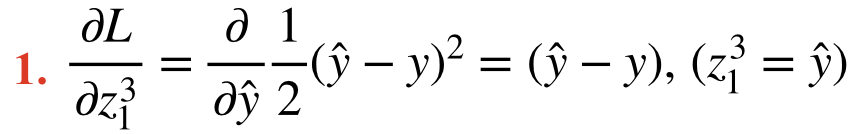 1. ∂L/∂z₁³ = ∂/∂ŷ 1/2 (ŷ − y)² = (ŷ − y), (z₁³ = ŷ)